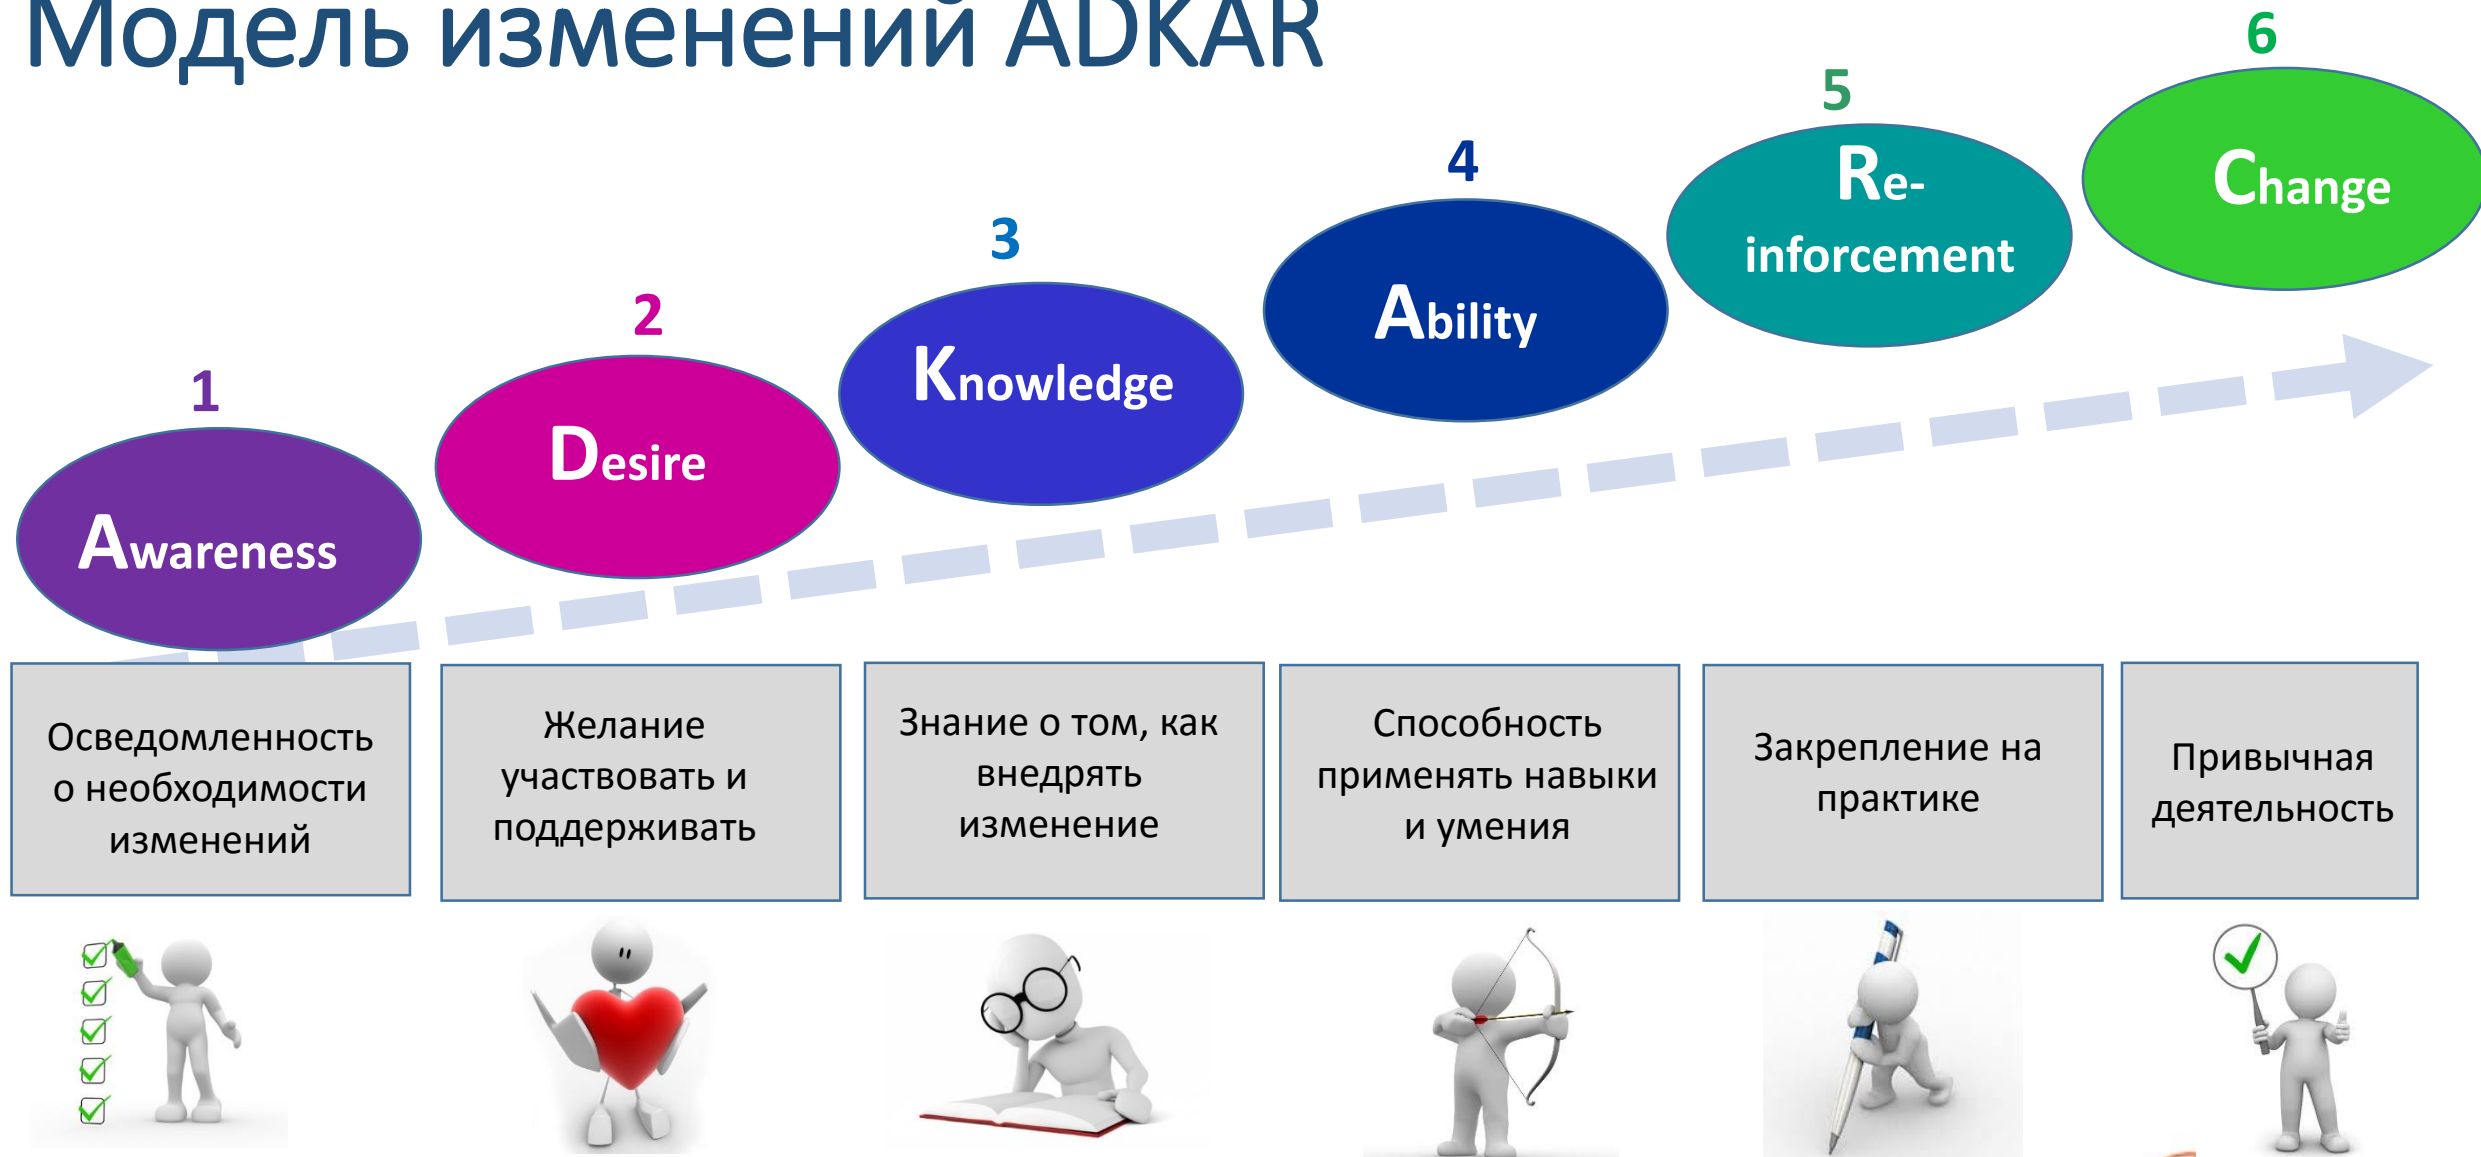 Модель изменений ADKAR
1
Awareness
2
Desire
3
Knowledge
4
Ability
5
Re-
inforcement
6
Change
Осведомленность
о необходимости
изменений
Желание
участвовать и
поддерживать
Знание о том, как
внедрять
изменение
Способность
применять навыки
и умения
Закрепление на
практике
Привычная
деятельность